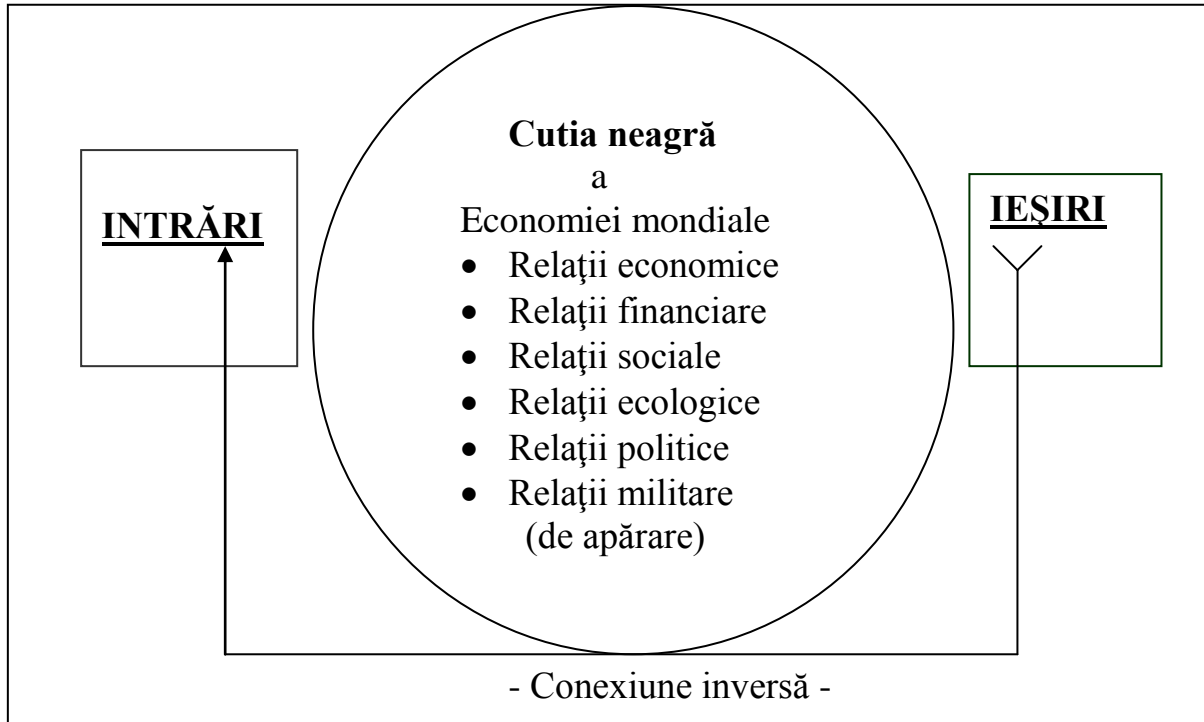 INTRĂRI
Cutia neagră
a
Economiei mondiale
• Relaţii economice
• Relaţii financiare
• Relaţii sociale
• Relaţii ecologice
• Relaţii politice
• Relaţii militare
(de apărare)
IEŞIRI
- Conexiune inversă -